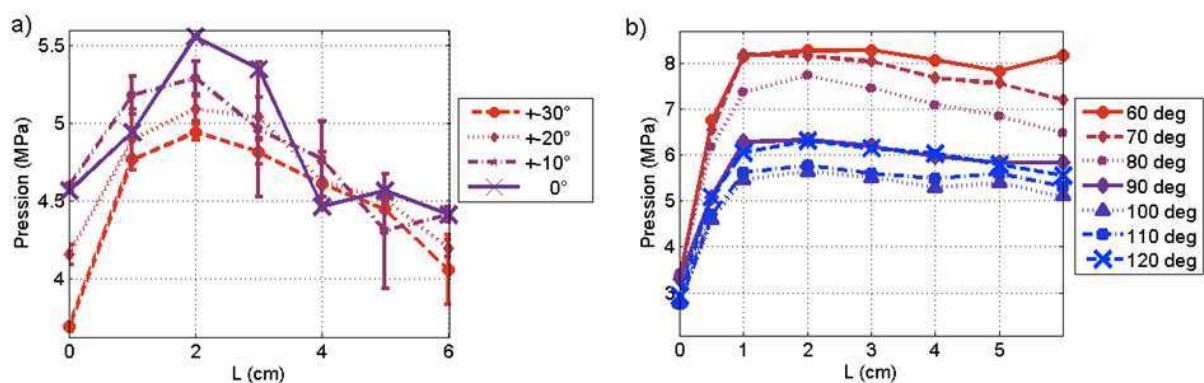 a)
5.5
5
4.5
4
Pression (MPa)
0
2
4
6
L (cm)
+-30°
+-20°
+-10°
0°
b)
8
7
6
5
4
3
Pression (MPa)
0
1
2
3
4
5
L (cm)
60 deg
70 deg
80 deg
90 deg
100 deg
110 deg
120 deg